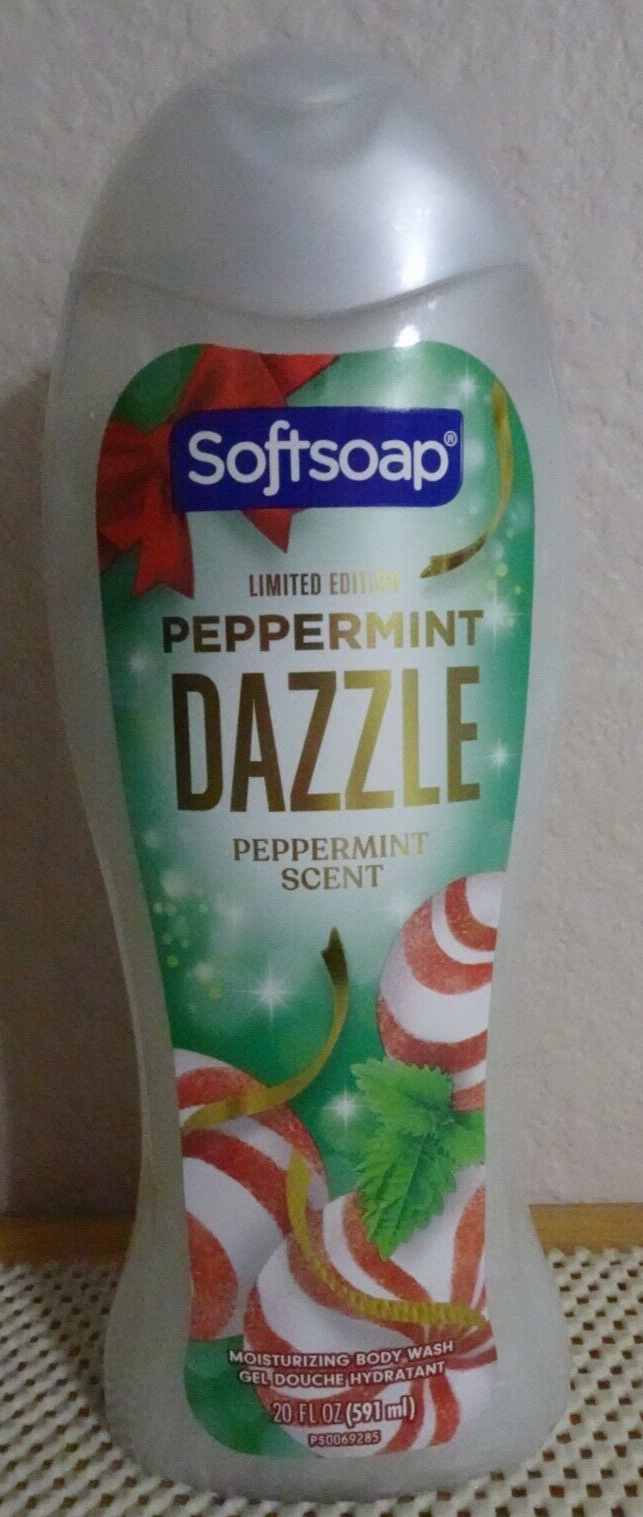 Softsoap®
LIMITED EDITION
PEPPERMINT
DAZZLE
PEPPERMINT
SCENT
MOISTURIZING BODY WASH
GEL DOUCHE HYDRATANT
20 FL OZ (591 ml)
PS0069285